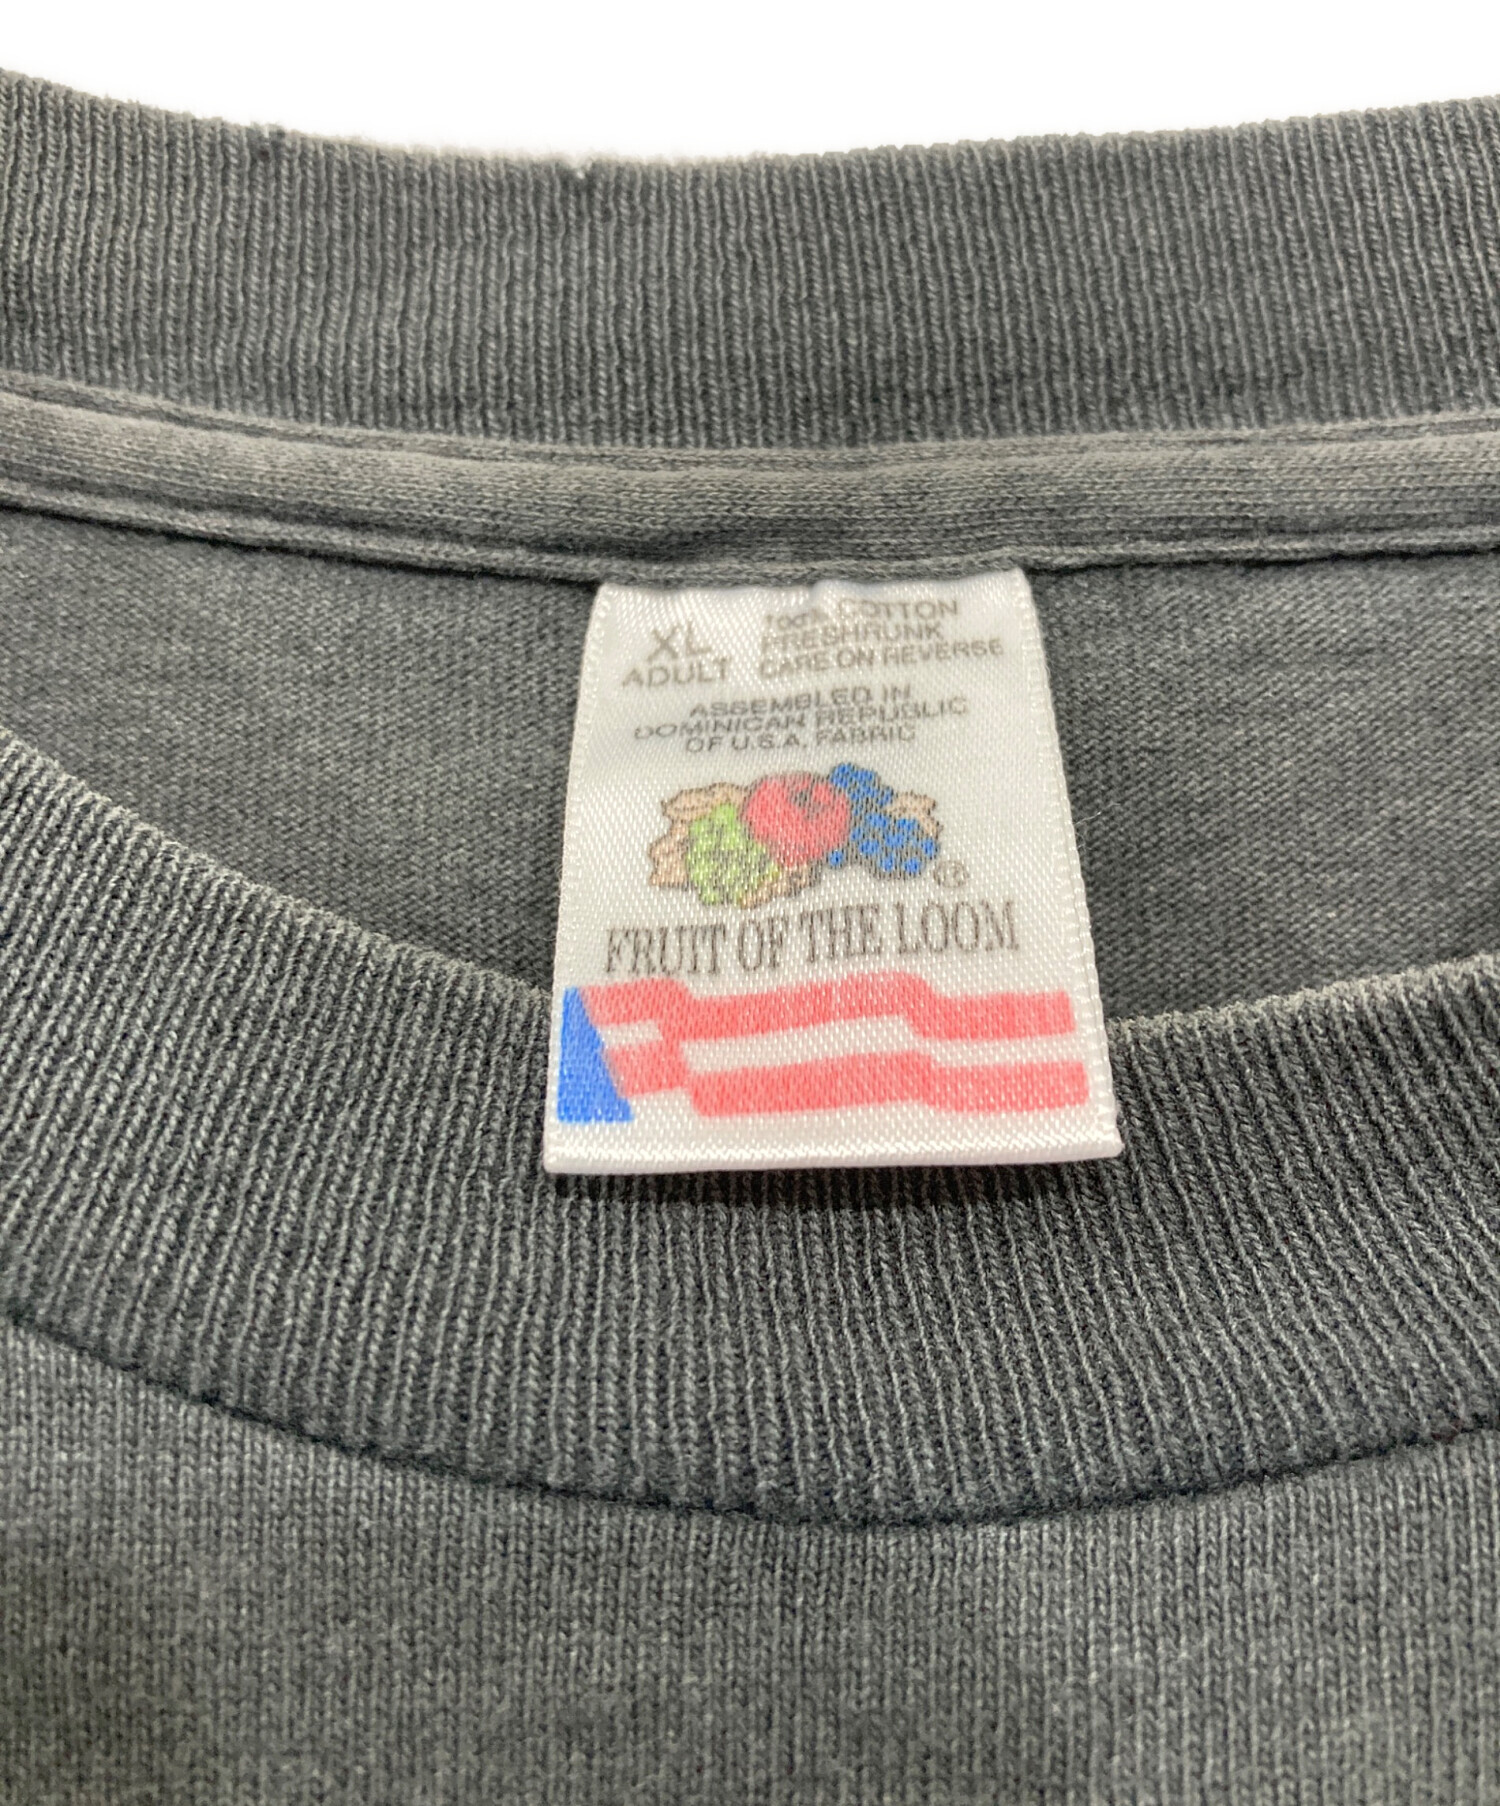 XL
ADULT
100% COTTON
PRESHRUNK
CARE ON REVERSE
ASSEMBLED IN
DOMINICAN REPUBLIC
OF U.S.A. FABRIC
®
FRUIT OF THE LOOM